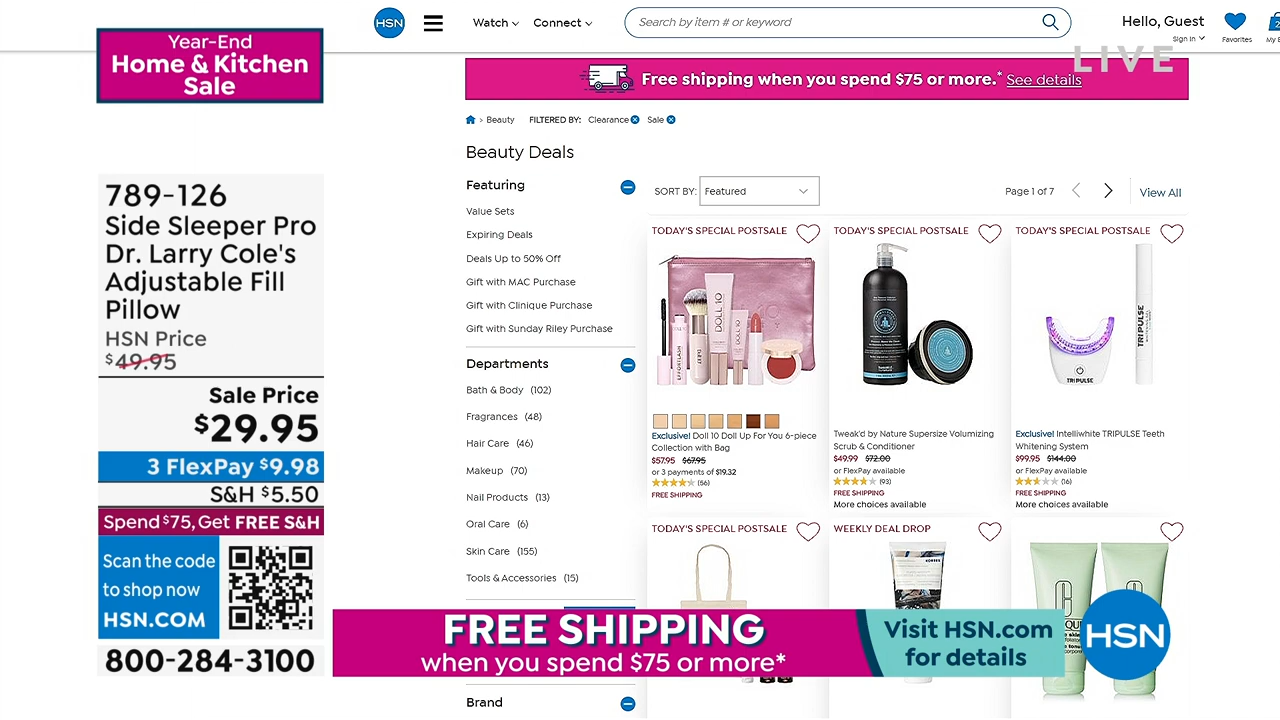 Year-End
Home & Kitchen
Sale
789-126
Side Sleeper Pro
Dr. Larry Cole's
Adjustable Fill
Pillow
HSN Price
$49.95
Sale Price
$29.95
3 FlexPay $9.98
S&H $5.50
Spend $75, Get FREE S&H
Scan the code
to shop now
HSN.COM
800-284-3100
HSN
Watch
Connect
Search by item # or keyword
Hello, Guest
Sign In
Favorites
2
LIVE
Free shipping when you spend $75 or more.* See details
> Beauty FILTERED BY: Clearance Sale
Beauty Deals
Featuring
Value Sets
Expiring Deals
Deals Up to 50% Off
Gift with MAC Purchase
Gift with Clinique Purchase
Gift with Sunday Riley Purchase
Departments
Bath & Body (102)
Fragrances (48)
Hair Care (46)
Makeup (70)
Nail Products (13)
Oral Care (6)
Skin Care (155)
Tools & Accessories (15)
Brand
SORT BY: Featured
Page 1 of 7
View All
TODAY'S SPECIAL POSTSALE
DOLL 10
DOLL 10
Exclusive! Doll 10 Doll Up For You 6-piece
Collection with Bag
$57.95 $67.95
or 3 payments of $19.32
(56)
FREE SHIPPING
TODAY'S SPECIAL POSTSALE
Tweak'd by Nature Supersize Volumizing
Scrub & Conditioner
$49.99 $72.00
or FlexPay available
(93)
FREE SHIPPING
More choices available
TODAY'S SPECIAL POSTSALE
TRIPULSE
TRIPULSE
Exclusive! Intelliwhite TRIPULSE Teeth
Whitening System
$99.95 $144.00
or FlexPay available
(16)
FREE SHIPPING
More choices available
TODAY'S SPECIAL POSTSALE
WEEKLY DEAL DROP
KORRES
FREE SHIPPING
when you spend $75 or more*
Visit HSN.com
for details
HSN